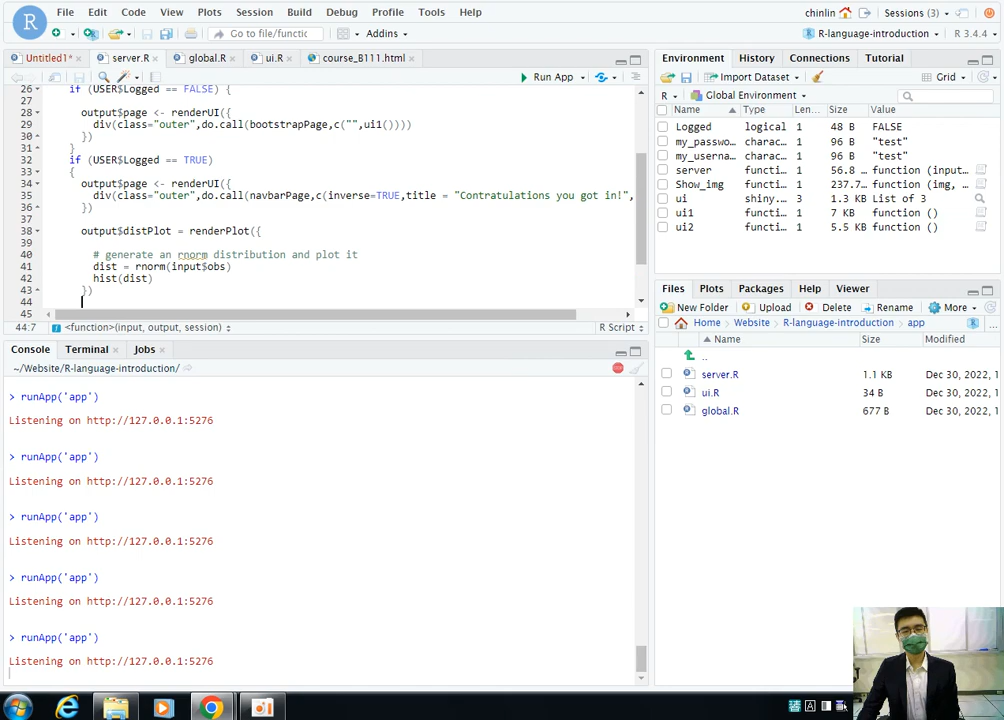 File Edit Code View Plots Session Build Debug Profile Tools Help
chinlin Sessions (3)
Go to file/functic Addins R-language-introduction R 3.4.4
Untitled1* server.R global.R ui.R course_B111.html
Run App
26 if (USER$Logged == FALSE) {
27
28 output$page <- renderUI({
29 div(class="outer",do.call(bootstrapPage,c("",ui1())))
30 })
31 }
32 if (USER$Logged == TRUE)
33 {
34 output$page <- renderUI({
35 div(class="outer",do.call(navbarPage,c(inverse=TRUE,title = "Contratulations you got in!",
36 })
37
38 output$distPlot = renderPlot({
39
40 # generate an rnorm distribution and plot it
41 dist = rnorm(input$obs)
42 hist(dist)
43 })
44
45
44:7 <function>(input, output, session) R Script
Console Terminal Jobs
~/Website/R-language-introduction/
> runApp('app')
Listening on http://127.0.0.1:5276
> runApp('app')
Listening on http://127.0.0.1:5276
> runApp('app')
Listening on http://127.0.0.1:5276
> runApp('app')
Listening on http://127.0.0.1:5276
> runApp('app')
Listening on http://127.0.0.1:5276
Environment History Connections Tutorial
Import Dataset Grid
R Global Environment
Name Type Len... Size Value
Logged logical 1 48 B FALSE
my_passwo... charac... 1 96 B "test"
my_userna... charac... 1 96 B "test"
server functi... 1 56.8 ... function (input...
Show_img functi... 1 237.7... function (img, ...
ui shiny... 3 1.3 KB List of 3
ui1 functi... 1 7 KB function ()
ui2 functi... 1 5.5 KB function ()
Files Plots Packages Help Viewer
New Folder Upload Delete Rename More
Home Website R-language-introduction app ...
Name Size Modified
..
server.R 1.1 KB Dec 30, 2022, 1
ui.R 34 B Dec 30, 2022, 1
global.R 677 B Dec 30, 2022, 1